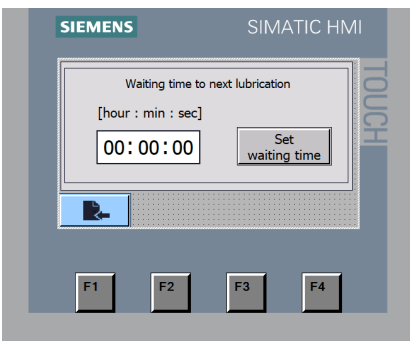 SIEMENS
SIMATIC HMI
TOUCH
Waiting time to next lubrication
[hour : min : sec]
00:00:00
Set
waiting time
F1
F2
F3
F4